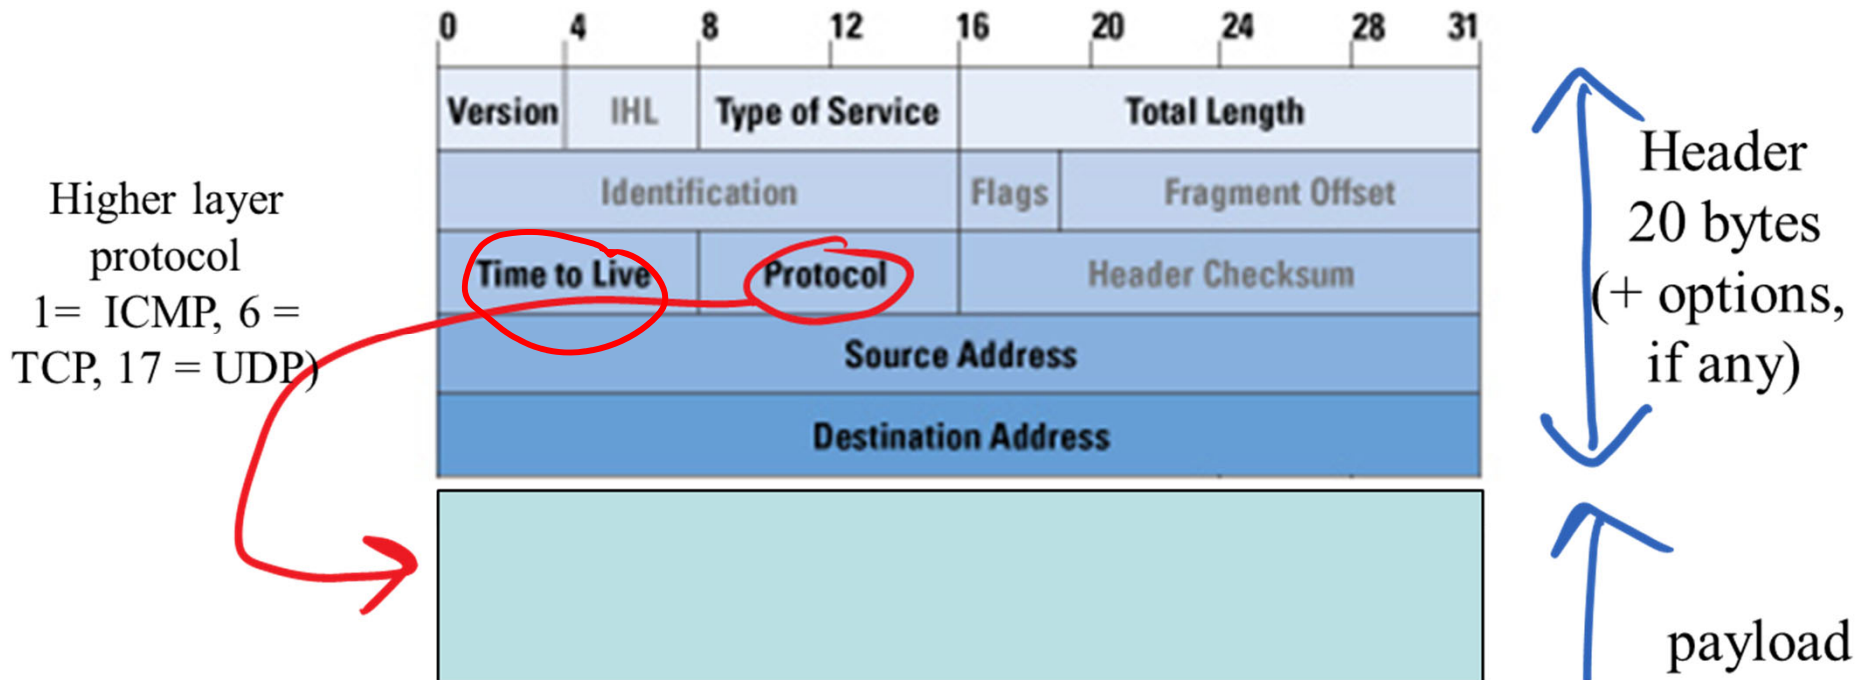 0 4 8 12 16 20 24 28 31
Version IHL Type of Service Total Length
Identification Flags Fragment Offset
Time to Live Protocol Header Checksum
Source Address
Destination Address
Higher layer
protocol
1= ICMP, 6 =
TCP, 17 = UDP)
Header
20 bytes
(+ options,
if any)
payload